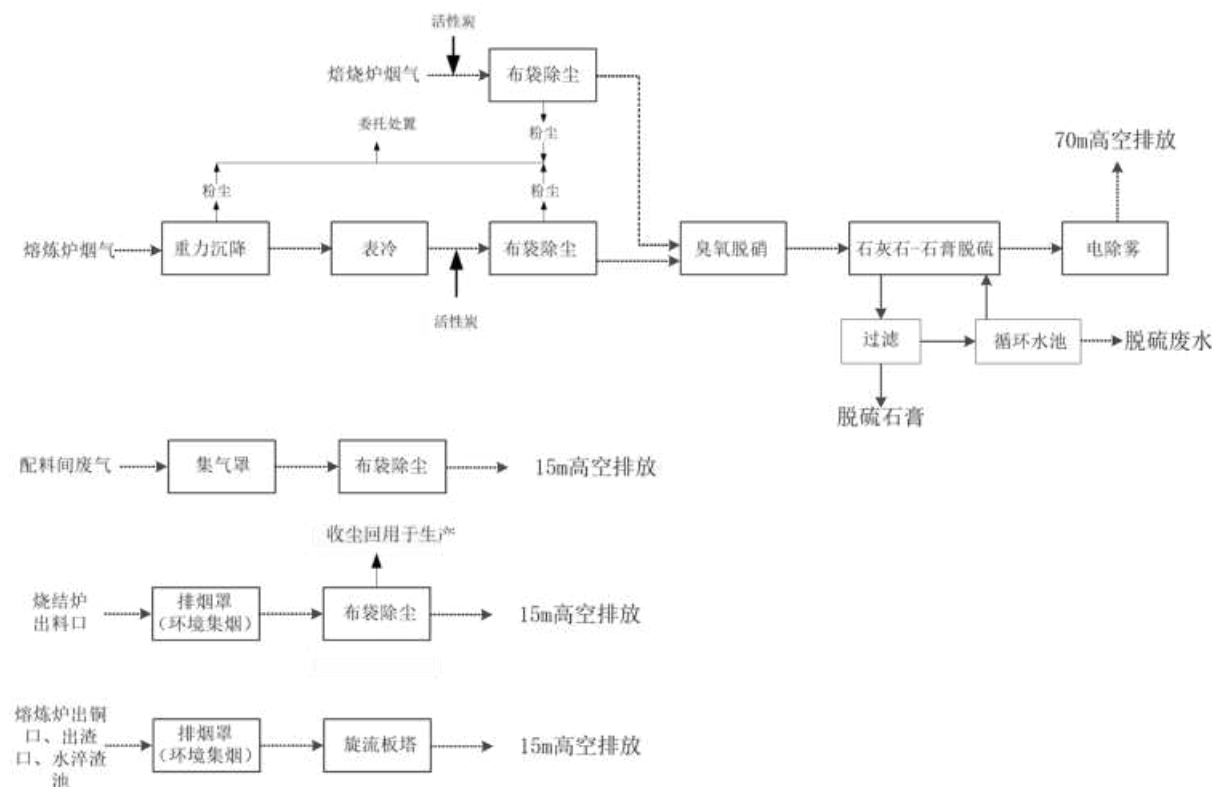 活性炭
焙烧炉烟气
布袋除尘
委托处置
粉尘
70m高空排放
粉尘
粉尘
熔炼炉烟气
重力沉降
表冷
布袋除尘
臭氧脱硝
石灰石-石膏脱硫
电除雾
活性炭
过滤
循环水池
脱硫废水
脱硫石膏
配料间废气
集气罩
布袋除尘
15m高空排放
收尘回用于生产
烧结炉
出料口
排烟罩
（环境集烟）
布袋除尘
15m高空排放
熔炼炉出铜
口、出渣
口、水淬渣
池
排烟罩
（环境集烟）
旋流板塔
15m高空排放